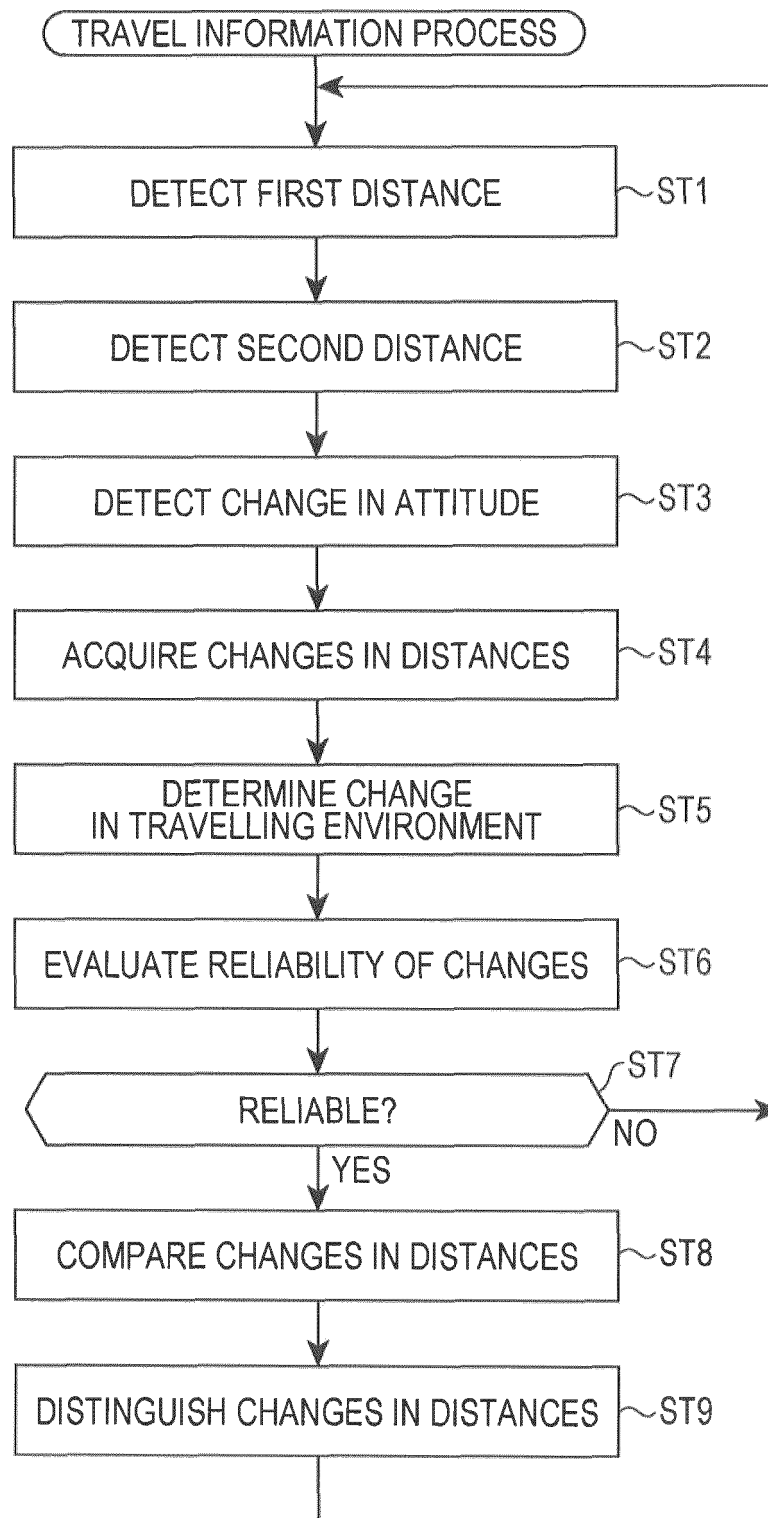 TRAVEL INFORMATION PROCESS
DETECT FIRST DISTANCE
ST1
DETECT SECOND DISTANCE
ST2
DETECT CHANGE IN ATTITUDE
ST3
ACQUIRE CHANGES IN DISTANCES
ST4
DETERMINE CHANGE
IN TRAVELLING ENVIRONMENT
ST5
EVALUATE RELIABILITY OF CHANGES
ST6
ST7
RELIABLE?
NO
YES
COMPARE CHANGES IN DISTANCES
ST8
DISTINGUISH CHANGES IN DISTANCES
ST9